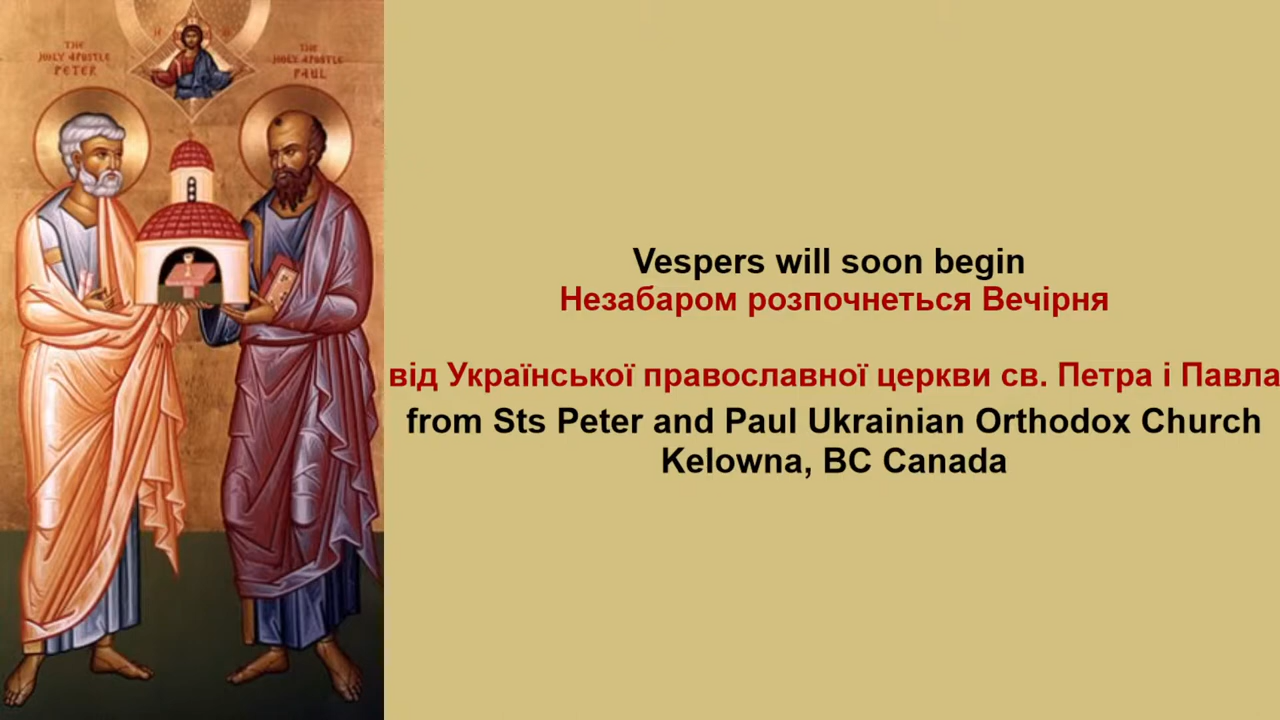 THE
HOLY APOSTLE
PETER
THE
HOLY APOSTLE
PAUL
Vespers will soon begin
Незабаром розпочнеться Вечірня
від Української православної церкви св. Петра і Павла
from Sts Peter and Paul Ukrainian Orthodox Church
Kelowna, BC Canada